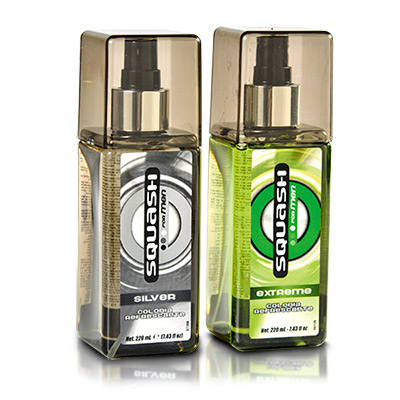 SQUASH
FOR MEN
SILVER
COLONIA
REFRESCANTE
Net. 220 mL e (7.43 fl oz)
SQUASH
FOR MEN
EXTREME
COLONIA
REFRESCANTE
Net. 220 mL - 7.43 fl oz